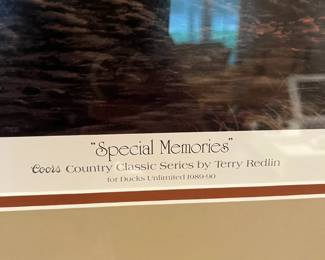 "Special Memories"
Coors Country Classic Series by Terry Redlin
for Ducks Unlimited 1989-90